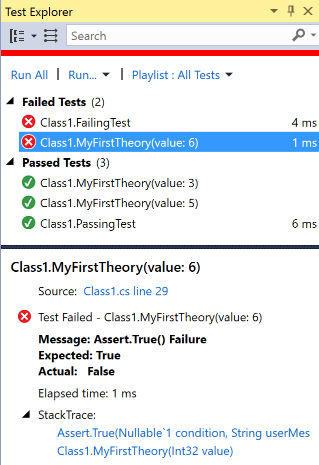 Test Explorer
Search
Run All | Run... | Playlist : All Tests
Failed Tests (2)
Class1.FailingTest 4 ms
Class1.MyFirstTheory(value: 6) 1 ms
Passed Tests (3)
Class1.MyFirstTheory(value: 3)
Class1.MyFirstTheory(value: 5)
Class1.PassingTest 6 ms
Class1.MyFirstTheory(value: 6)
Source: Class1.cs line 29
Test Failed - Class1.MyFirstTheory(value: 6)
Message: Assert.True() Failure
Expected: True
Actual: False
Elapsed time: 1 ms
StackTrace:
Assert.True(Nullable`1 condition, String userMes
Class1.MyFirstTheory(Int32 value)